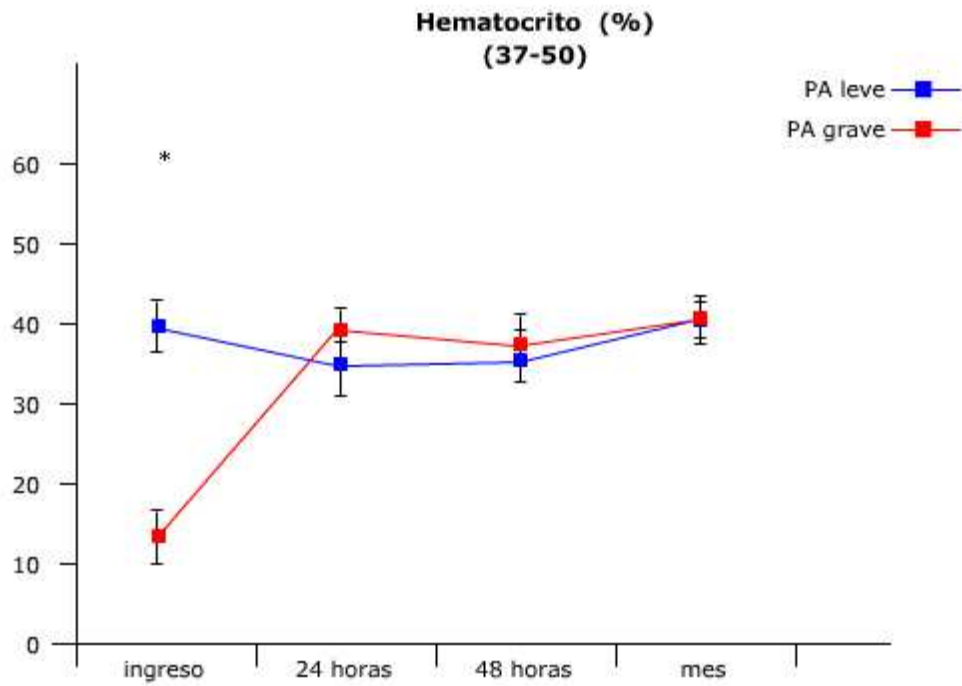 Hematocrito (%)
(37-50)
PA leve
PA grave
*
60
50
40
30
20
10
0
ingreso 24 horas 48 horas mes